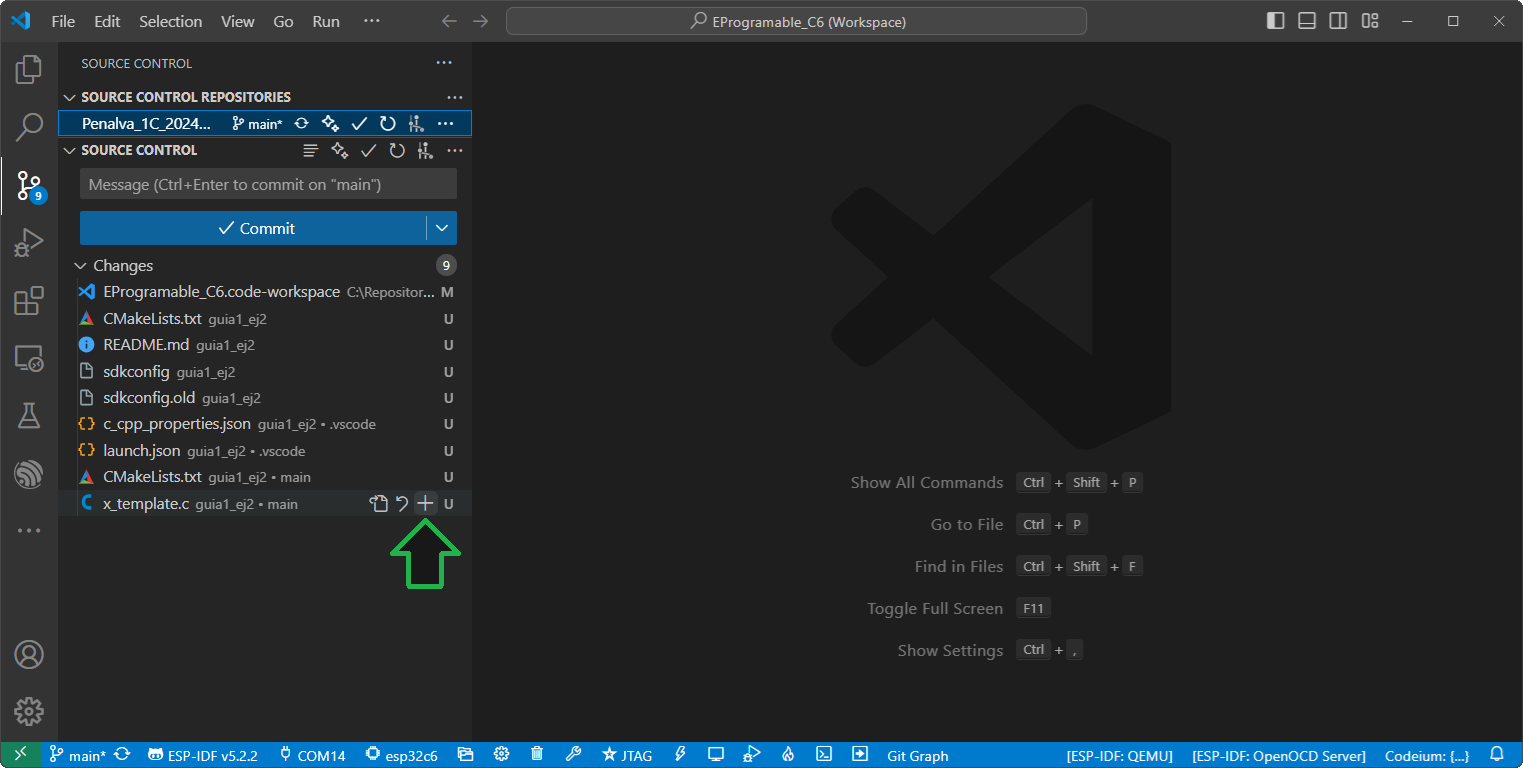 File Edit Selection View Go Run ··· EProgramable_C6 (Workspace)
SOURCE CONTROL
SOURCE CONTROL REPOSITORIES
Penalva_1C_2024... main*
SOURCE CONTROL
Message (Ctrl+Enter to commit on "main")
Commit
Changes 9
9
EProgramable_C6.code-workspace C:\Repositor... M
CMakeLists.txt guia1_ej2 U
README.md guia1_ej2 U
sdkconfig guia1_ej2 U
sdkconfig.old guia1_ej2 U
c_cpp_properties.json guia1_ej2 • .vscode U
launch.json guia1_ej2 • .vscode U
CMakeLists.txt guia1_ej2 • main U
x_template.c guia1_ej2 • main U
Show All Commands Ctrl + Shift + P
Go to File Ctrl + P
Find in Files Ctrl + Shift + F
Toggle Full Screen F11
Show Settings Ctrl + ,
main* ESP-IDF v5.2.2 COM14 esp32c6 JTAG Git Graph [ESP-IDF: QEMU] [ESP-IDF: OpenOCD Server] Codeium: {...}